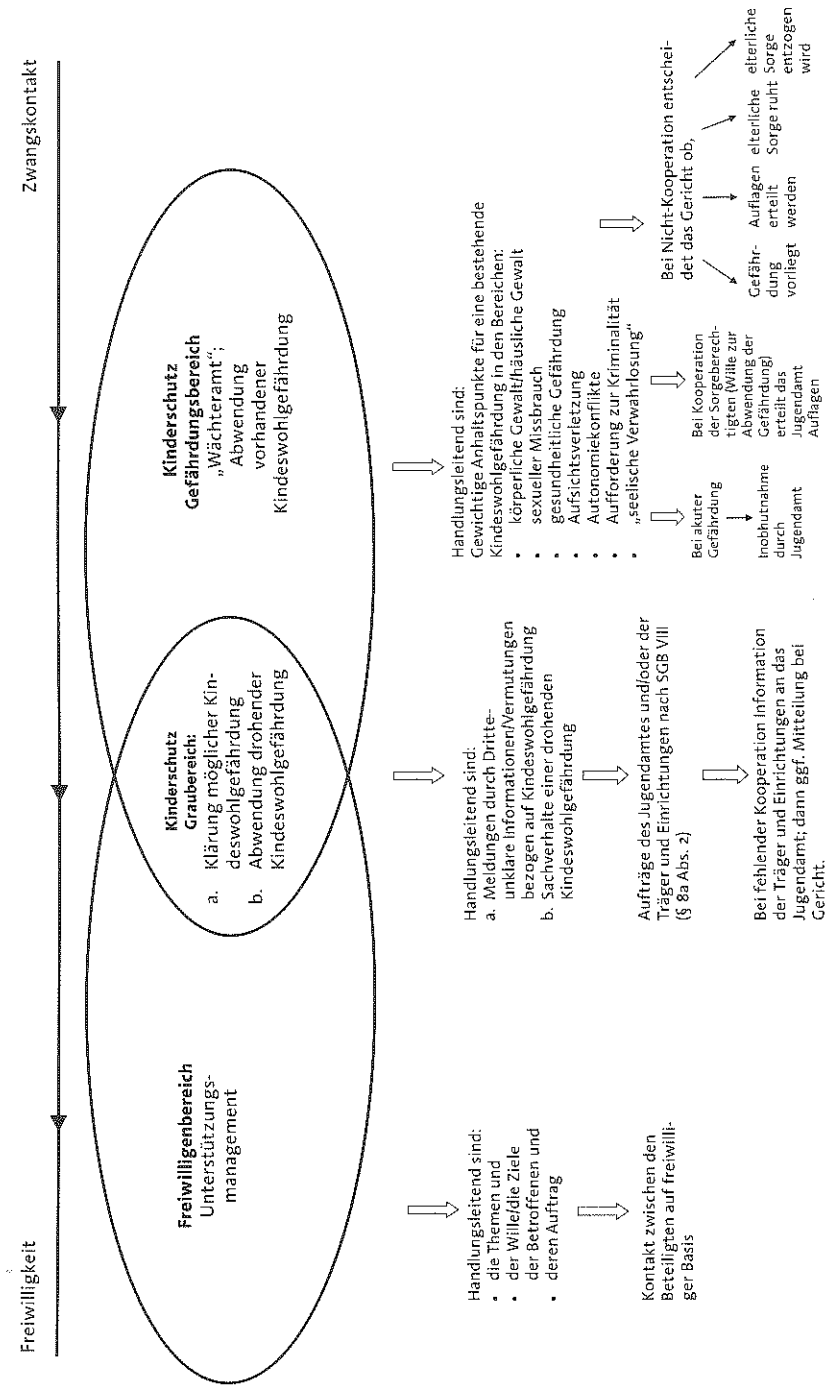 Freiwilligkeit
Zwangskontakt
Freiwilligenbereich
Unterstützungs-
management
Kinderschutz
Graubereich:
a. Klärung möglicher Kin-
deswohlgefährdung
b. Abwendung drohender
Kindeswohlgefährdung
Kinderschutz
Gefährdungsbereich
„Wächteramt“;
Abwendung
vorhandener
Kindeswohlgefährdung
Handlungsleitend sind:
• die Themen und
• der Wille/die Ziele
der Betroffenen und
• deren Auftrag
Kontakt zwischen den
Beteiligten auf freiwilli-
ger Basis
Handlungsleitend sind:
a. Meldungen durch Dritte-
unklare Informationen/Vermutungen
bezogen auf Kindeswohlgefährdung
b. Sachverhalte einer drohenden
Kindeswohlgefährdung
Aufträge des Jugendamtes und/oder der
Träger und Einrichtungen nach SGB VIII
(§ 8a Abs. 2)
Bei fehlender Kooperation Information
der Träger und Einrichtungen an das
Jugendamt; dann ggf. Mitteilung bei
Gericht.
Handlungsleitend sind:
Gewichtige Anhaltspunkte für eine bestehende
Kindeswohlgefährdung in den Bereichen:
• körperliche Gewalt/häusliche Gewalt
• sexueller Missbrauch
• gesundheitliche Gefährdung
• Aufsichtsverletzung
• Autonomiekonflikte
• Aufforderung zur Kriminalität
• „seelische Verwahrlosung“
Bei akuter
Gefährdung
Inobhutnahme
durch
Jugendamt
Bei Kooperation
der Sorgeberech-
tigten (Wille zur
Abwendung der
Gefährdung)
erteilt das
Jugendamt
Auflagen
Bei Nicht-Kooperation entschei-
det das Gericht ob,
Gefähr-
dung
vorliegt
Auflagen
erteilt
werden
elterliche
Sorge ruht
elterliche
Sorge
entzogen
wird